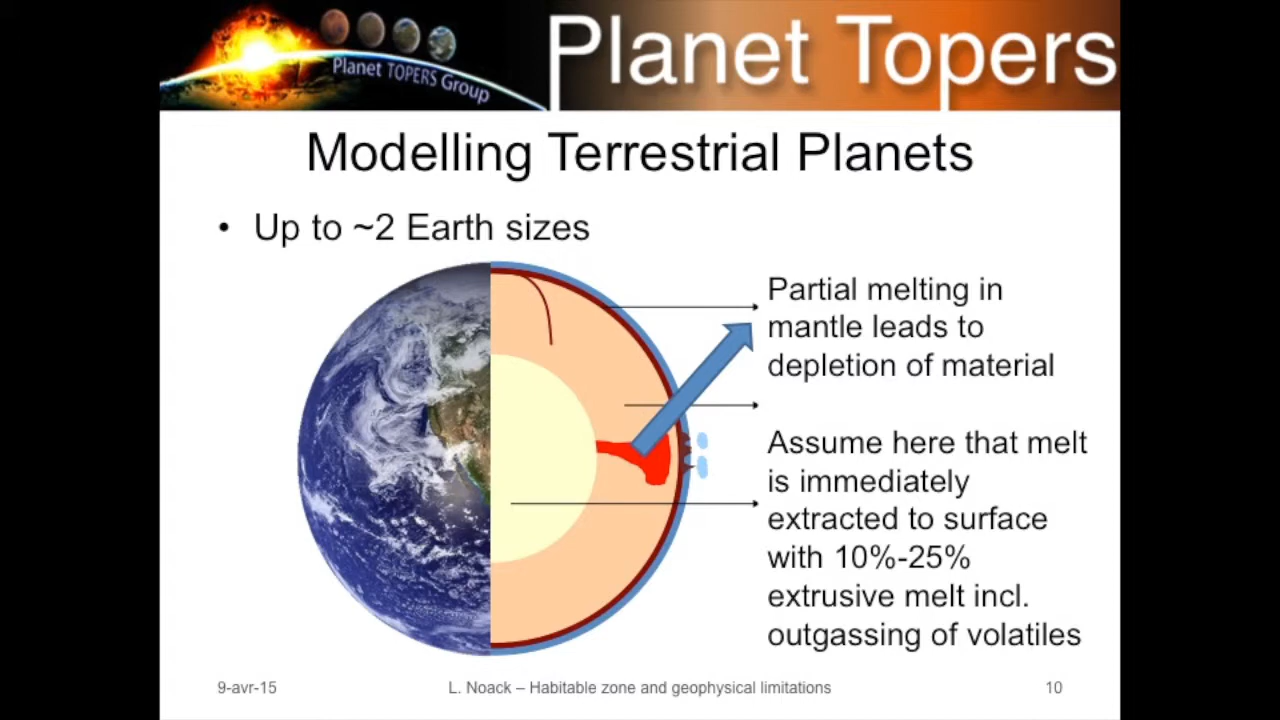 Planet TOPERS Group
Planet Topers
Modelling Terrestrial Planets
• Up to ~2 Earth sizes
Partial melting in
mantle leads to
depletion of material
Assume here that melt
is immediately
extracted to surface
with 10%-25%
extrusive melt incl.
outgassing of volatiles
9-avr-15
L. Noack – Habitable zone and geophysical limitations
10